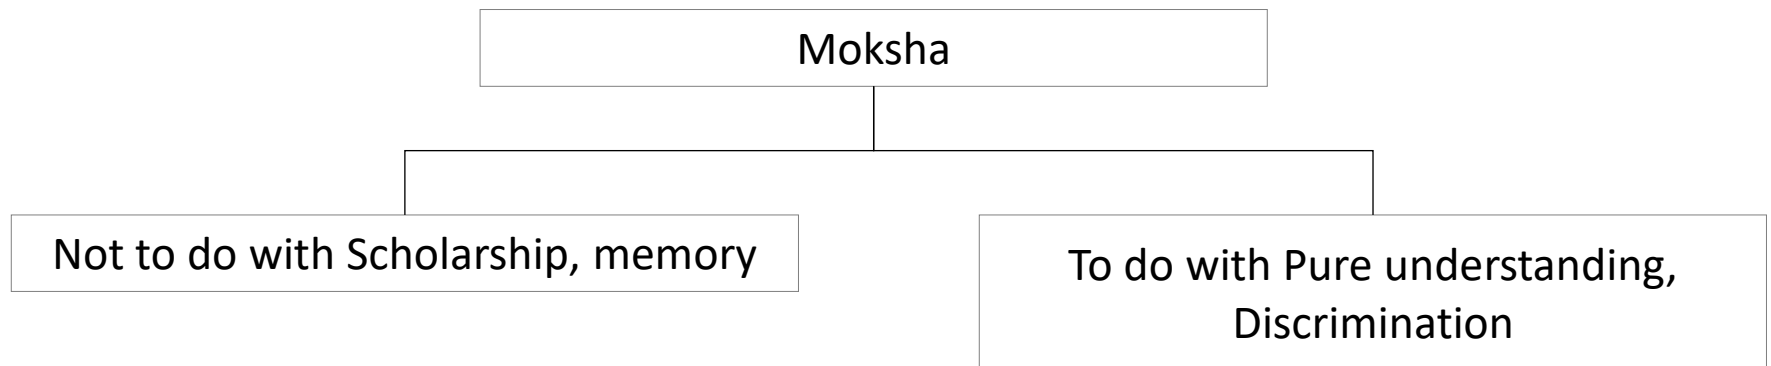 Moksha
Not to do with Scholarship, memory
To do with Pure understanding,
Discrimination